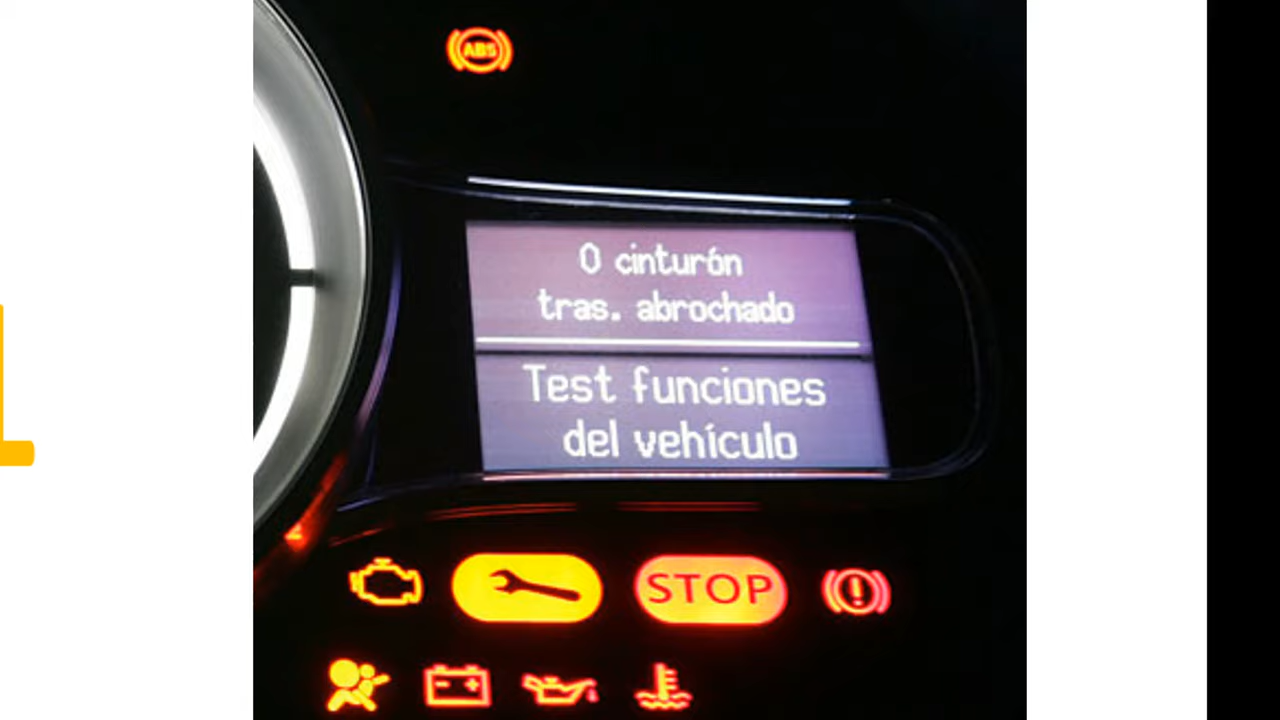 ABS
0 cinturón
tras. abrochado
Test funciones
del vehículo
STOP